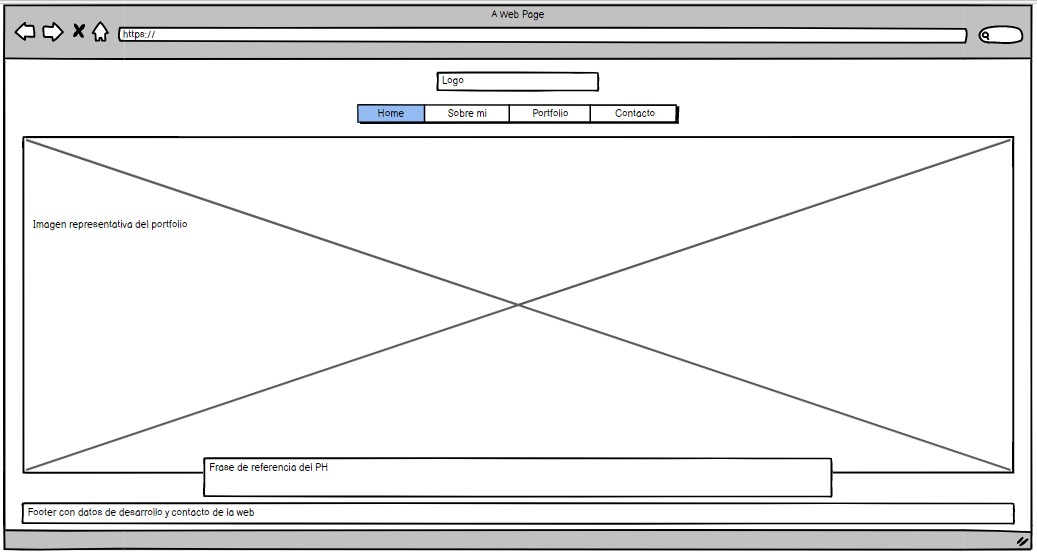 A Web Page
https://
Logo
Home Sobre mi Portfolio Contacto
Imagen representativa del portfolio
Frase de referencia del PH
Footer con datos de desarrollo y contacto de la web